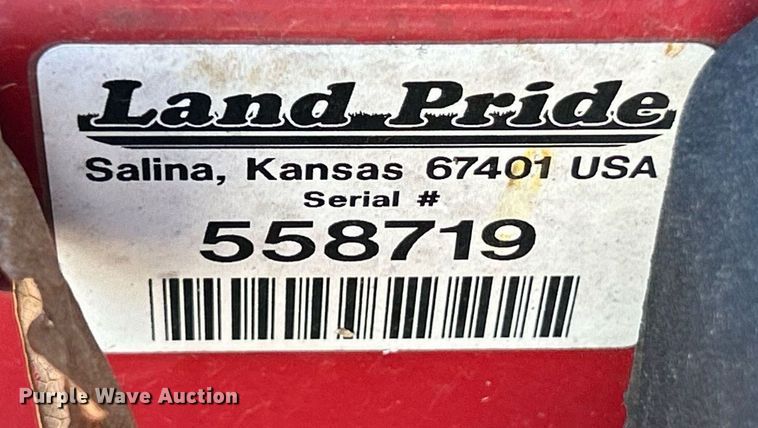 Land Pride
Salina, Kansas 67401 USA
Serial #
558719
Purple Wave Auction